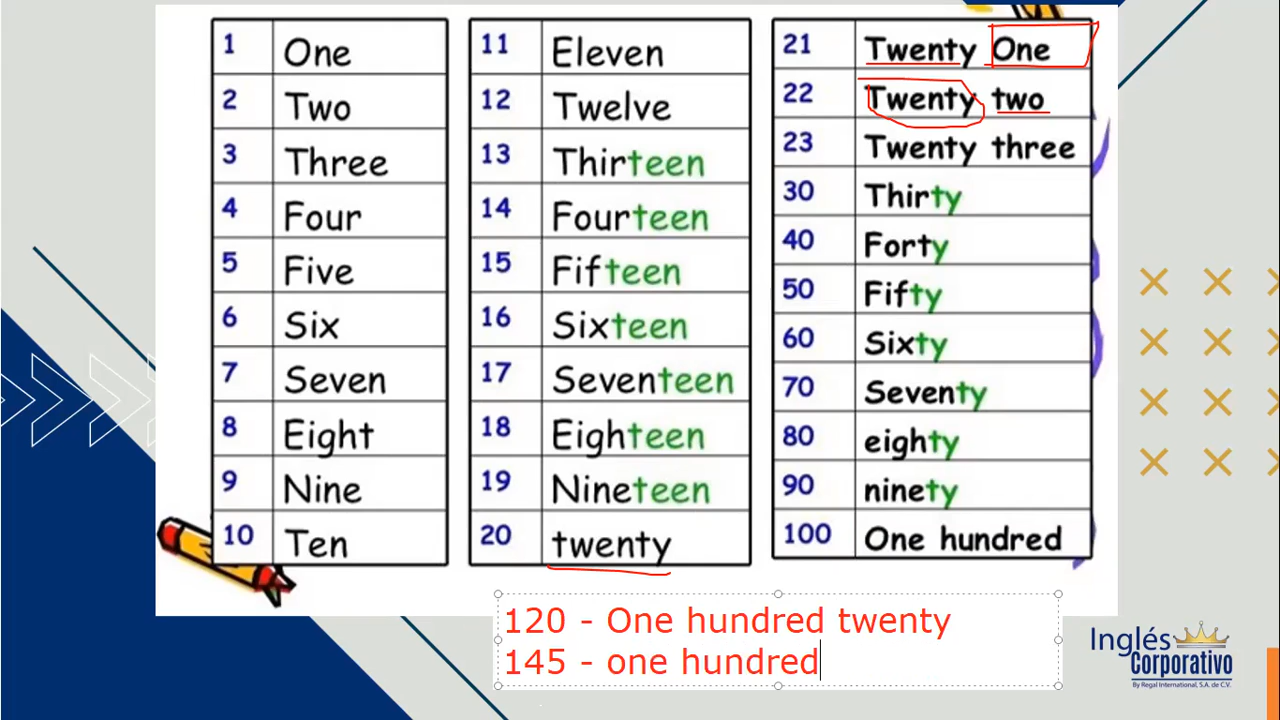 1 One
2 Two
3 Three
4 Four
5 Five
6 Six
7 Seven
8 Eight
9 Nine
10 Ten
11 Eleven
12 Twelve
13 Thirteen
14 Fourteen
15 Fifteen
16 Sixteen
17 Seventeen
18 Eighteen
19 Nineteen
20 twenty
21 Twenty One
22 Twenty two
23 Twenty three
30 Thirty
40 Forty
50 Fifty
60 Sixty
70 Seventy
80 eighty
90 ninety
100 One hundred
120 - One hundred twenty
145 - one hundred
Inglés
Corporativo
By Regal International, S.A. de C.V.